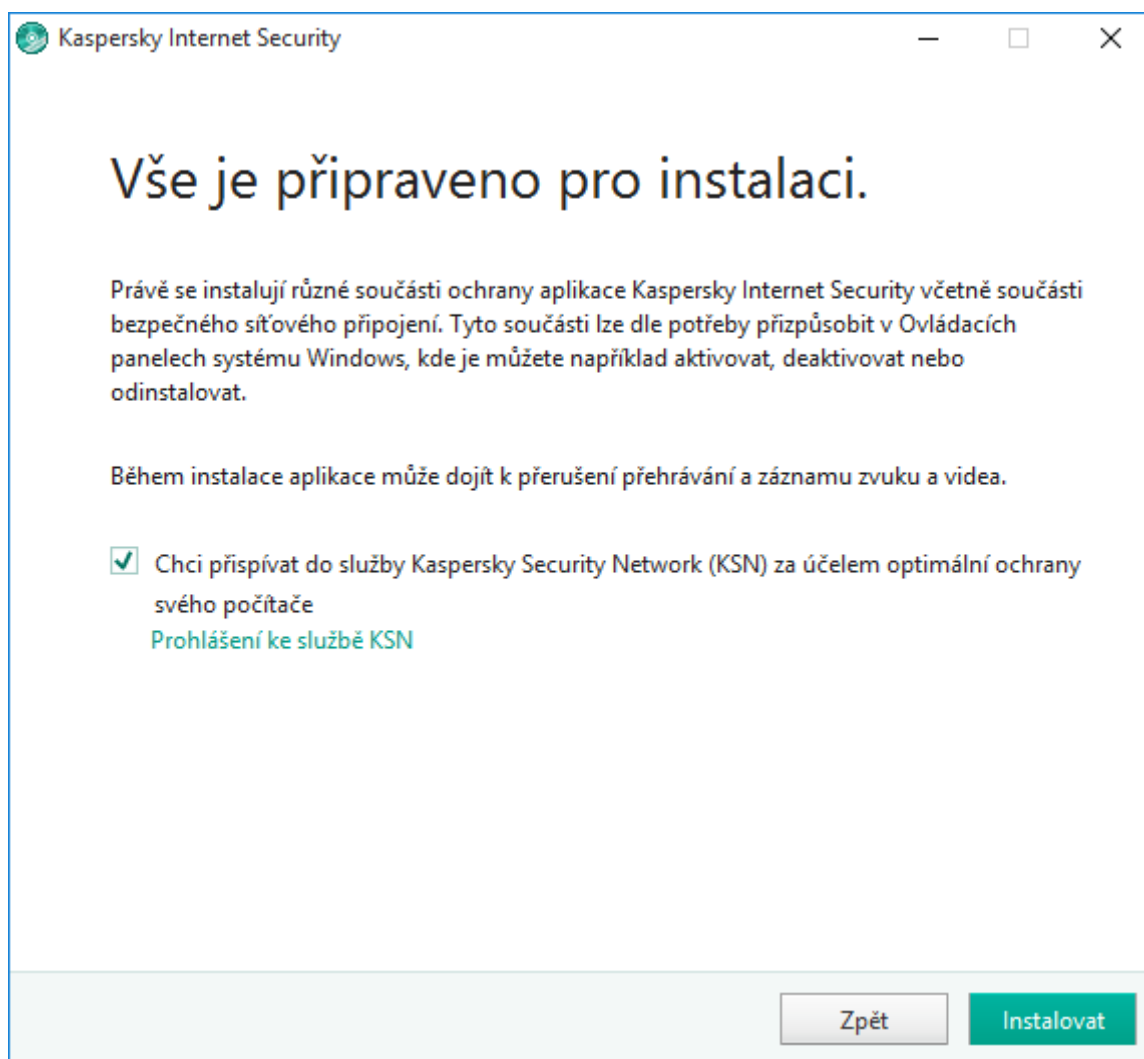 Kaspersky Internet Security
Vše je připraveno pro instalaci.
Právě se instalují různé součásti ochrany aplikace Kaspersky Internet Security včetně součásti
bezpečného síťového připojení. Tyto součásti lze dle potřeby přizpůsobit v Ovládacích
panelech systému Windows, kde je můžete například aktivovat, deaktivovat nebo
odinstalovat.
Během instalace aplikace může dojít k přerušení přehrávání a záznamu zvuku a videa.
Chci přispívat do služby Kaspersky Security Network (KSN) za účelem optimální ochrany
svého počítače
Prohlášení ke službě KSN
Zpět
Instalovat